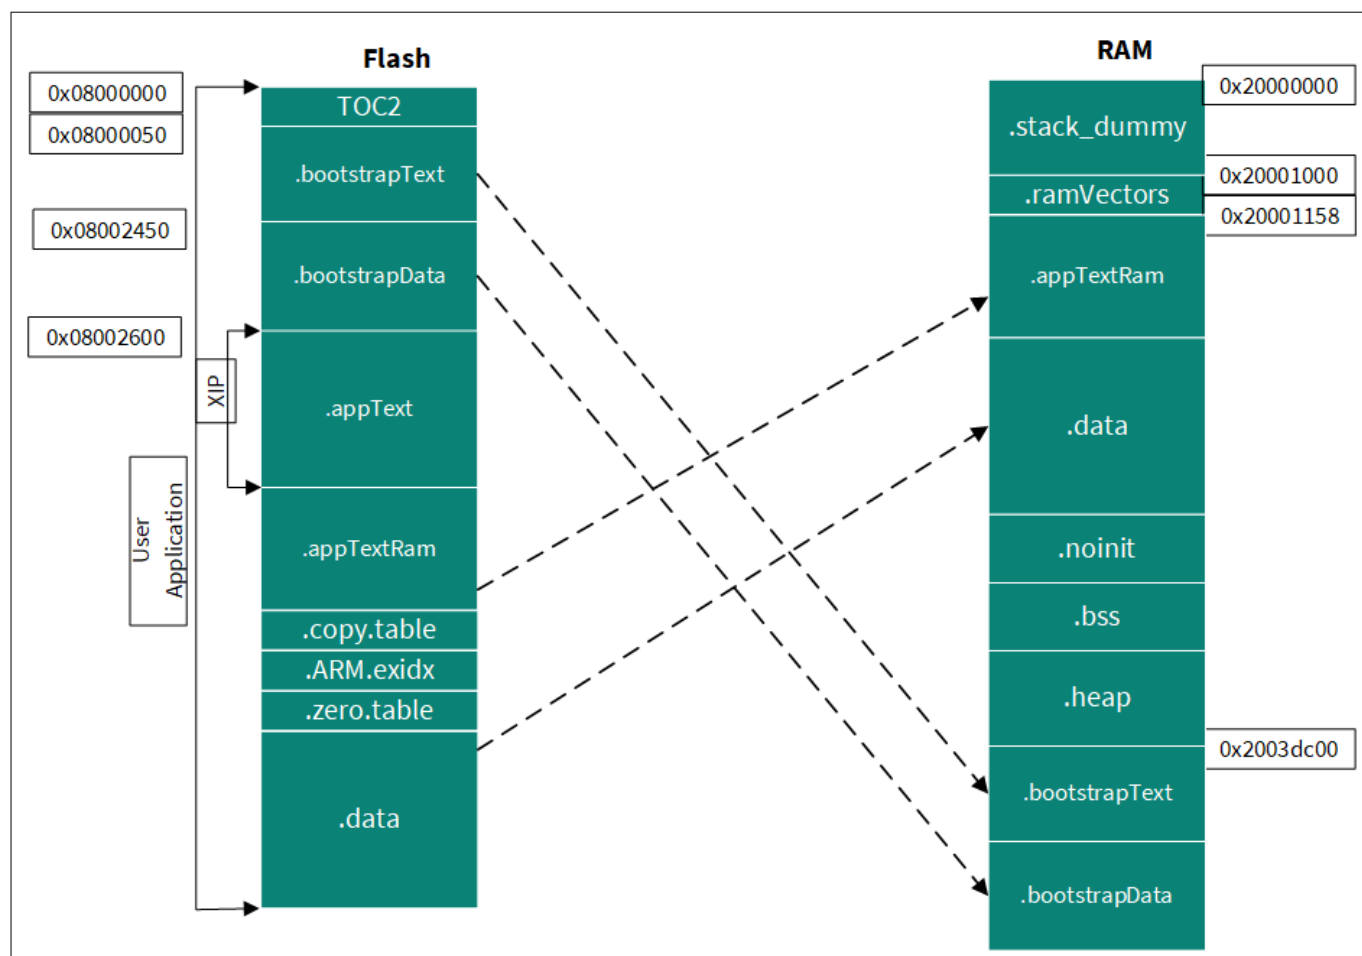 Flash
RAM
0x08000000
0x08000050
0x08002450
0x08002600
XIP
User
Application
TOC2
.bootstrapText
.bootstrapData
.appText
.appTextRam
.copy.table
.ARM.exidx
.zero.table
.data
.stack_dummy
.ramVectors
.appTextRam
.data
.noinit
.bss
.heap
.bootstrapText
.bootstrapData
0x20000000
0x20001000
0x20001158
0x2003dc00